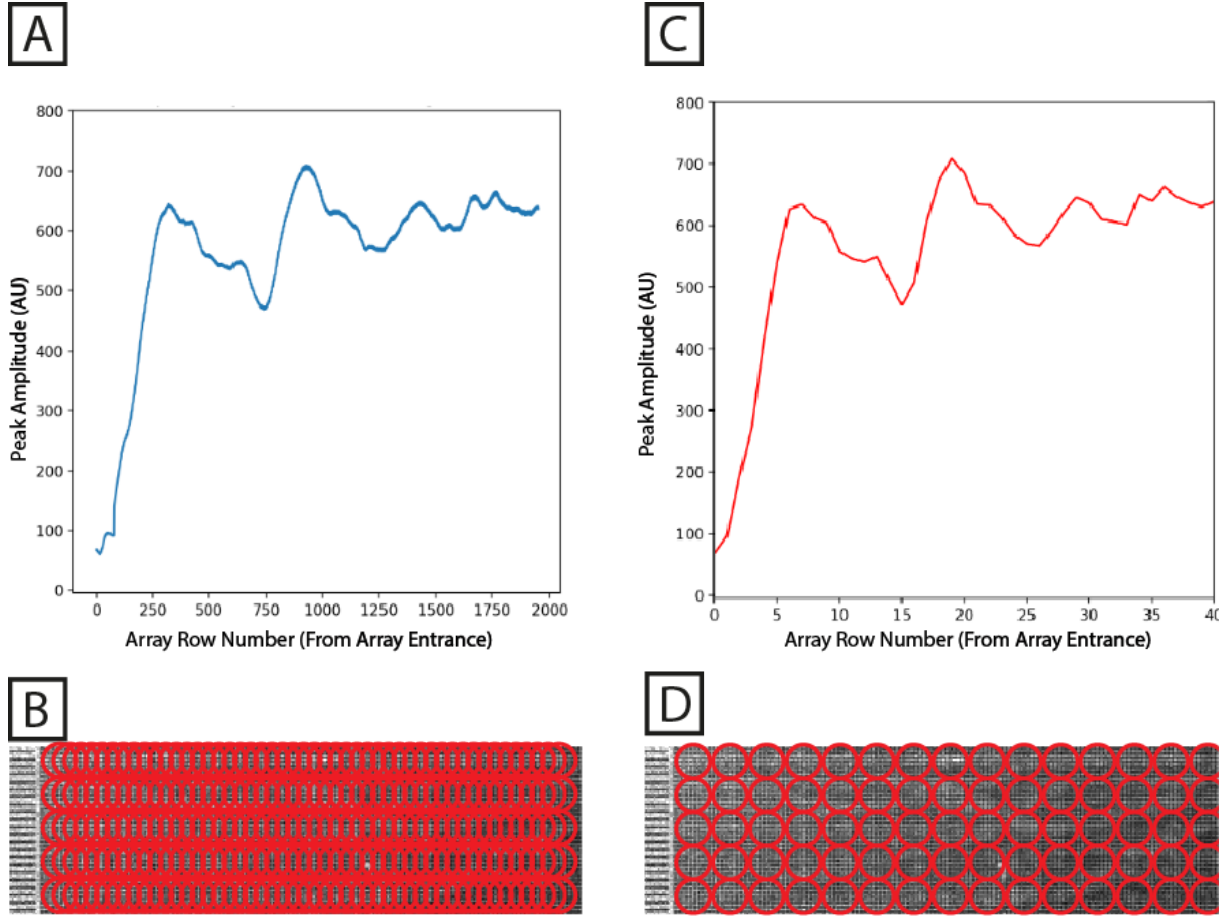 A
800
700
600
500
400
300
200
100
0
Peak Amplitude (AU)
0 250 500 750 1000 1250 1500 1750 2000
Array Row Number (From Array Entrance)
B
C
800
700
600
500
400
300
200
100
0
Peak Amplitude (AU)
0 5 10 15 20 25 30 35 40
Array Row Number (From Array Entrance)
D